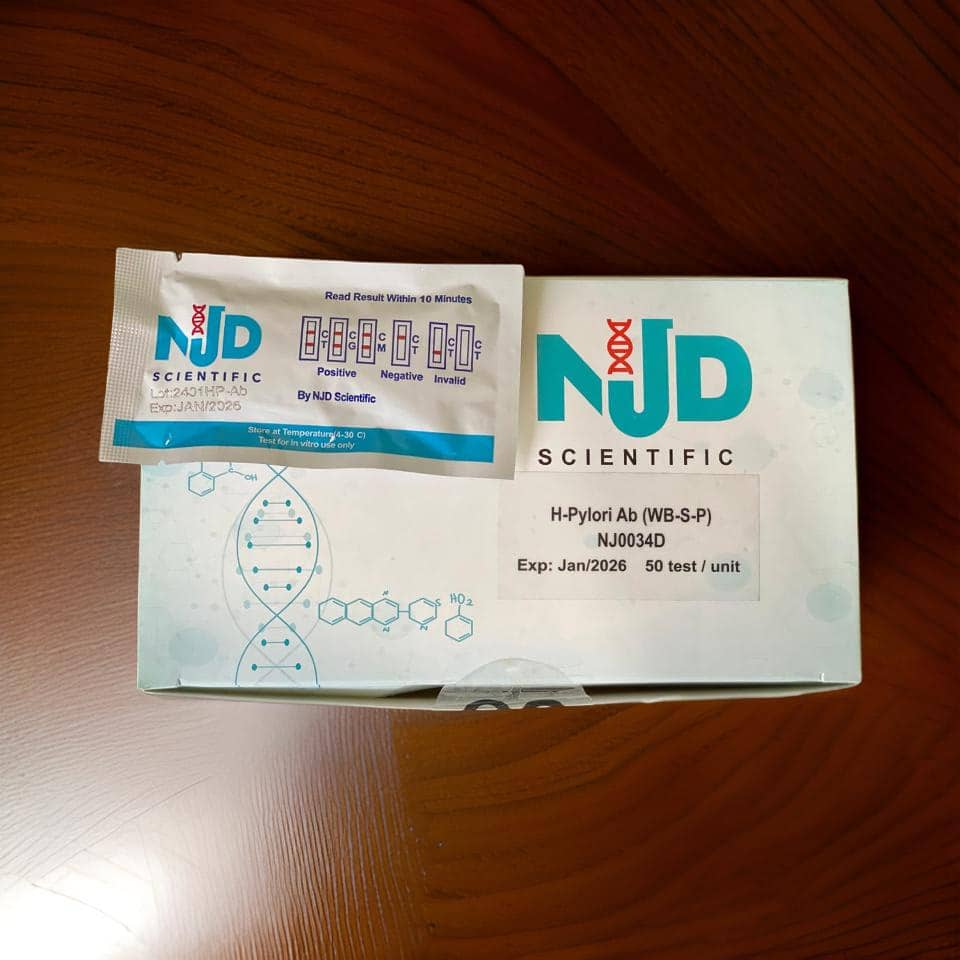 Read Result Within 10 Minutes
NJD
SCIENTIFIC
Lot:2401HP-Ab
Exp:JAN/2026
C T
C G
C M
C T
C T
C T
Positive
Negative
Invalid
By NJD Scientific
Store at Temperature(4-30 C)
Test for in vitro use only
NJD
SCIENTIFIC
H-Pylori Ab (WB-S-P)
NJ0034D
Exp: Jan/2026 50 test / unit
C
OH
N
N
S
N
HO2